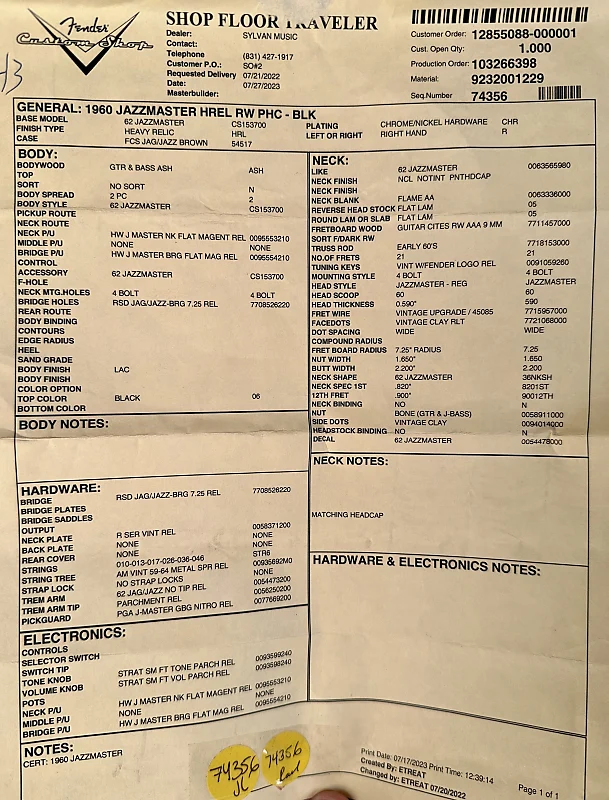 Fender
Custom Shop
SHOP FLOOR TRAVELER
Dealer: SYLVAN MUSIC
Contact:
Telephone (831) 427-1917
Customer P.O.: SO#2
Requested Delivery 07/21/2022
Date: 07/27/2023
Masterbuilder:
Customer Order: 12855088-000001
Cust. Open Qty: 1.000
Production Order: 103266398
Material: 9232001229
Seq.Number 74356
GENERAL: 1960 JAZZMASTER HREL RW PHC - BLK
BASE MODEL 62 JAZZMASTER CS153700 PLATING CHROME/NICKEL HARDWARE CHR
FINISH TYPE HEAVY RELIC HRL LEFT OR RIGHT RIGHT HAND R
CASE FCS JAG/JAZZ BROWN 54517
BODY:
BODYWOOD GTR & BASS ASH ASH
TOP
SORT NO SORT N
BODY SPREAD 2 PC 2
BODY STYLE 62 JAZZMASTER CS153700
PICKUP ROUTE
NECK ROUTE
NECK P/U HW J MASTER NK FLAT MAGENT REL 0095553210
MIDDLE P/U NONE NONE
BRIDGE P/U HW J MASTER BRG FLAT MAG REL 0095554210
CONTROL
ACCESSORY 62 JAZZMASTER CS153700
F-HOLE
NECK MTG.HOLES 4 BOLT 4 BOLT
BRIDGE HOLES RSD JAG/JAZZ-BRG 7.25 REL 7708526220
REAR ROUTE
BODY BINDING
CONTOURS
EDGE RADIUS
HEEL
SAND GRADE
BODY FINISH LAC
BODY FINISH
COLOR OPTION
TOP COLOR BLACK 06
BOTTOM COLOR
BODY NOTES:
HARDWARE:
BRIDGE RSD JAG/JAZZ-BRG 7.25 REL 7708526220
BRIDGE PLATES
BRIDGE SADDLES
OUTPUT
NECK PLATE R SER VINT REL 0058371200
BACK PLATE NONE NONE
REAR COVER NONE NONE
STRINGS 010-013-017-026-036-046 STR6
STRING TREE AM VINT 59-64 METAL SPR REL 00935692M0
STRAP LOCK NO STRAP LOCKS NONE
TREM ARM 62 JAG/JAZZ NO TIP REL 0054473200
TREM ARM TIP PARCHMENT REL 0056250200
PICKGUARD PGA J-MASTER GBG NITRO REL 0077669200
ELECTRONICS:
CONTROLS
SELECTOR SWITCH
SWITCH TIP
TONE KNOB STRAT SM FT TONE PARCH REL 0093599240
VOLUME KNOB STRAT SM FT VOL PARCH REL 0093598240
POTS
NECK P/U HW J MASTER NK FLAT MAGENT REL 0095553210
MIDDLE P/U NONE NONE
BRIDGE P/U HW J MASTER BRG FLAT MAG REL 0095554210
NOTES:
CERT: 1960 JAZZMASTER
NECK:
LIKE 62 JAZZMASTER 0063565980
NECK FINISH NCL NOTINT PNTHDCAP
NECK FINISH
NECK BLANK FLAME AA 0063336000
REVERSE HEAD STOCK FLAT LAM 05
ROUND LAM OR SLAB FLAT LAM 05
FRETBOARD WOOD GUITAR CITES RW AAA 9 MM 7711457000
SORT F/DARK RW
TRUSS ROD EARLY 60'S 7718153000
NO.OF FRETS 21 21
TUNING KEYS VINT W/FENDER LOGO REL 0091059260
MOUNTING STYLE 4 BOLT 4 BOLT
HEAD STYLE JAZZMASTER - REG JAZZMASTER
HEAD SCOOP 60 60
HEAD THICKNESS 0.590" 590
FRET WIRE VINTAGE UPGRADE / 45085 7715957000
FACEDOTS VINTAGE CLAY RLT 7721068000
DOT SPACING WIDE WIDE
COMPOUND RADIUS
FRET BOARD RADIUS 7.25" RADIUS 7.25
NUT WIDTH 1.650" 1.650
BUTT WIDTH 2.200" 2.200
NECK SHAPE 62 JAZZMASTER 36NKSH
NECK SPEC 1ST .820" 8201ST
12TH FRET .900" 90012TH
NECK BINDING NO N
NUT BONE (GTR & J-BASS) 0058911000
SIDE DOTS VINTAGE CLAY 0094014000
HEADSTOCK BINDING NO N
DECAL 62 JAZZMASTER 0054478000
NECK NOTES:
MATCHING HEADCAP
HARDWARE & ELECTRONICS NOTES:
74356
JL
74356
Print Date: 07/17/2023 Print Time: 12:39:14
Created By: ETREAT
Changed by: ETREAT 07/20/2022
Page 1 of 1